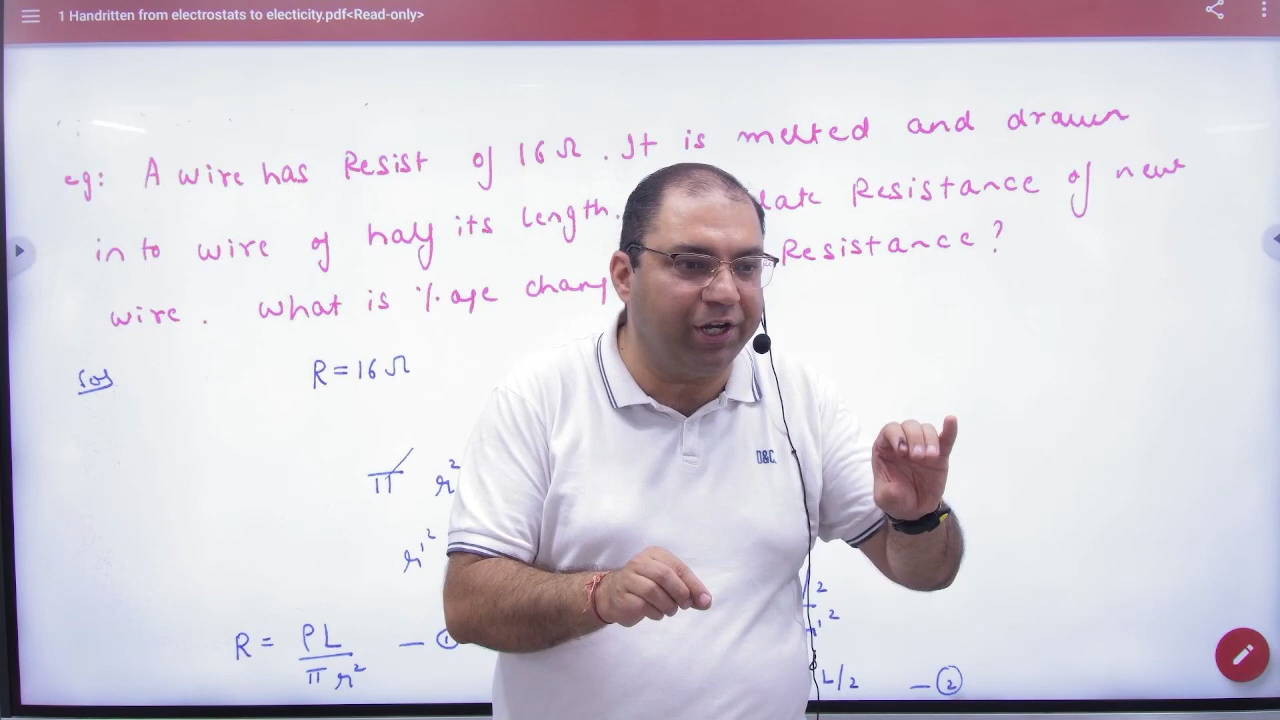 1 Handritten from electrostats to electicity.pdf<Read-only>
eg: A wire has Resist of 16Ω. It is melted and drawn
in to wire of half its length. Resistance of new
wire. What is %age Resistance?
Sol
R = 16Ω
π r²
r'²
R = ρL / πr² — ①
L/2 — ②
D&C.